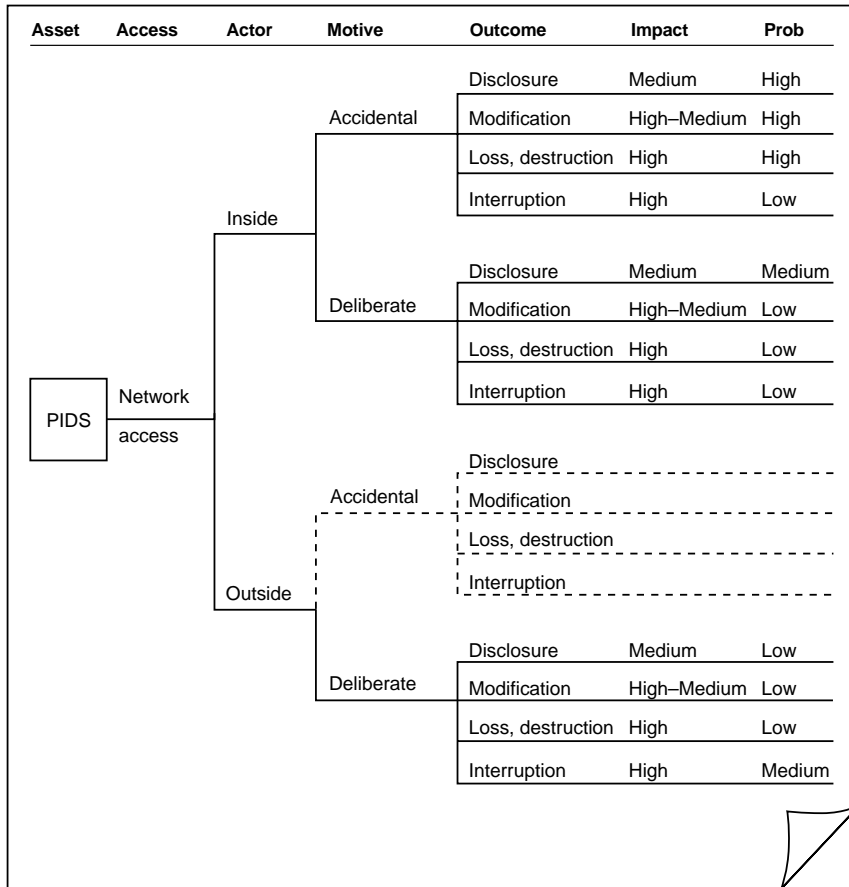 Asset Access Actor Motive Outcome Impact Prob
Disclosure Medium High
Accidental Modification High–Medium High
Loss, destruction High High
Interruption High Low
Inside
Disclosure Medium Medium
Deliberate Modification High–Medium Low
Loss, destruction High Low
Interruption High Low
Network
PIDS
access
Disclosure
Accidental Modification
Loss, destruction
Interruption
Outside
Disclosure Medium Low
Deliberate Modification High–Medium Low
Loss, destruction High Low
Interruption High Medium